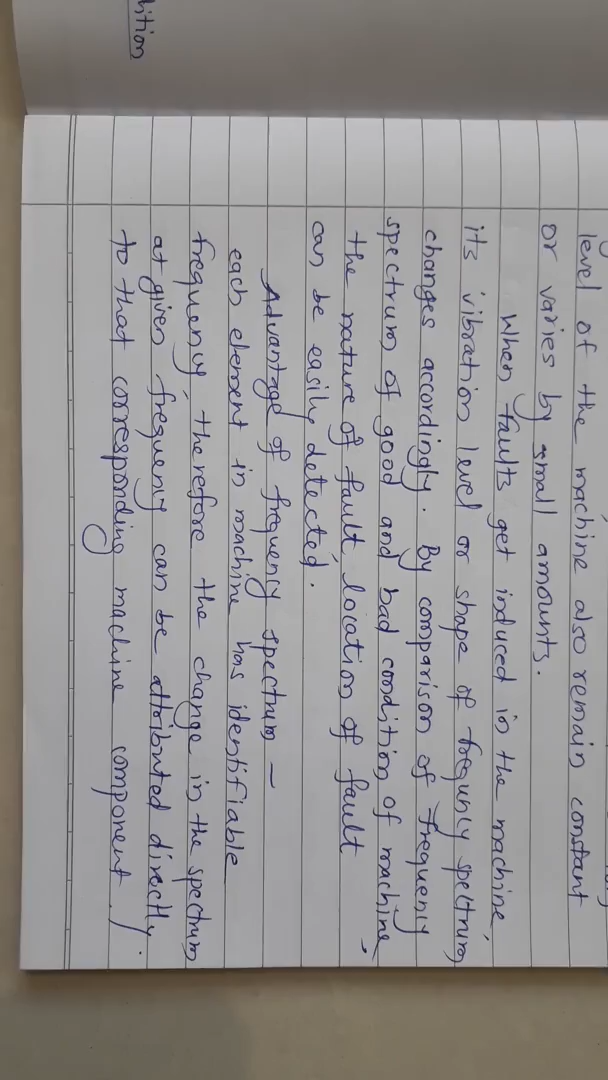 level of the machine also remain constant
or varies by small amounts.
When faults get induced in the machine,
its vibration level or shape of frequeny spectrum
changes accordingly. By comparison of frequeny
spectrum of good and bad condition of machine,
the nature of fault, location of fault
can be easily detected.
Advantage of frequency spectrum –
each element in machine has identifiable
frequency, therefore the change in the spectrum
at given frequency can be attributed directly
to that corresponding machine component.